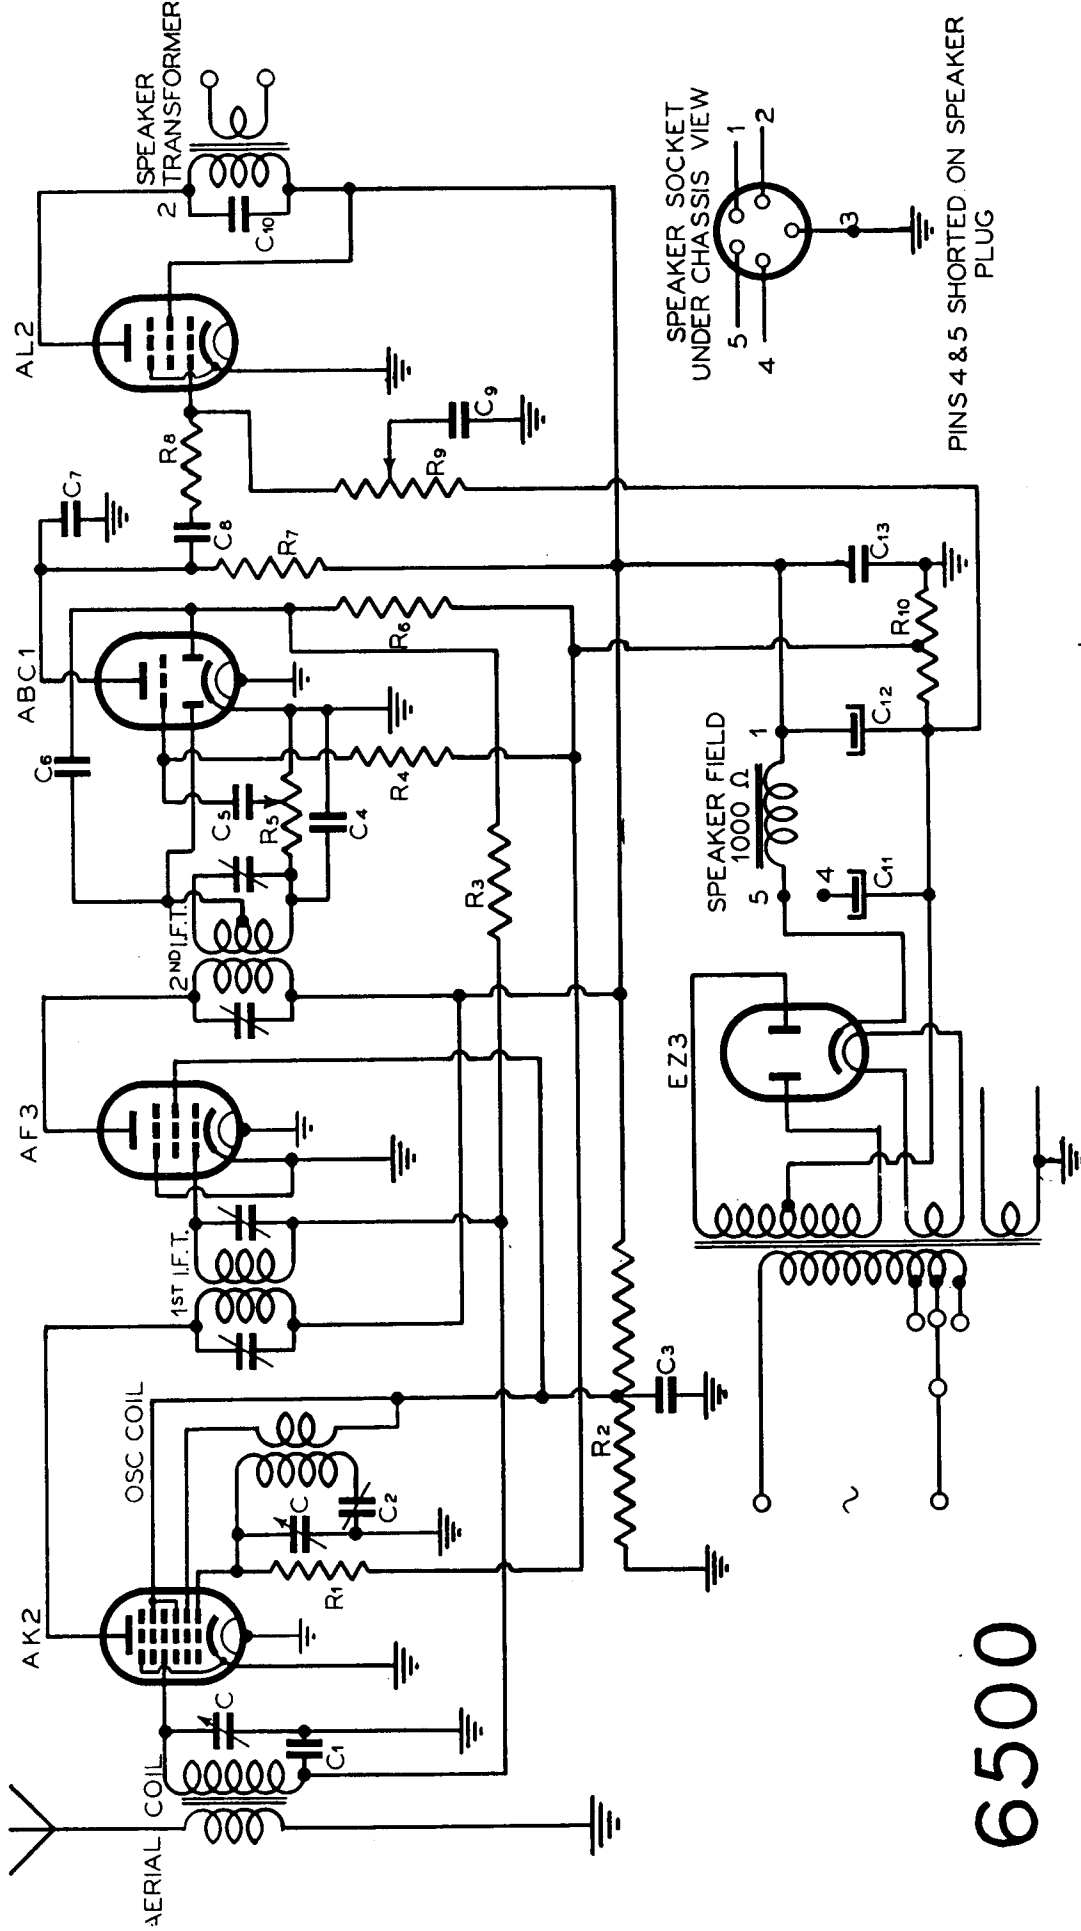 AERIAL COIL
C
C1
AK2
R1
C
C2
OSC COIL
1ST I.F.T.
AF3
2ND I.F.T.
C6
C5
R5
C4
ABC1
R4
R6
R3
C7
C8
R7
R8
R9
C9
AL2
C10
2
SPEAKER
TRANSFORMER
R2
C3
~
EZ3
SPEAKER FIELD
1000 Ω
5
1
4
C11
C12
R10
C13
SPEAKER SOCKET
UNDER CHASSIS VIEW
5
1
4
2
3
PINS 4 & 5 SHORTED ON SPEAKER
PLUG
6500